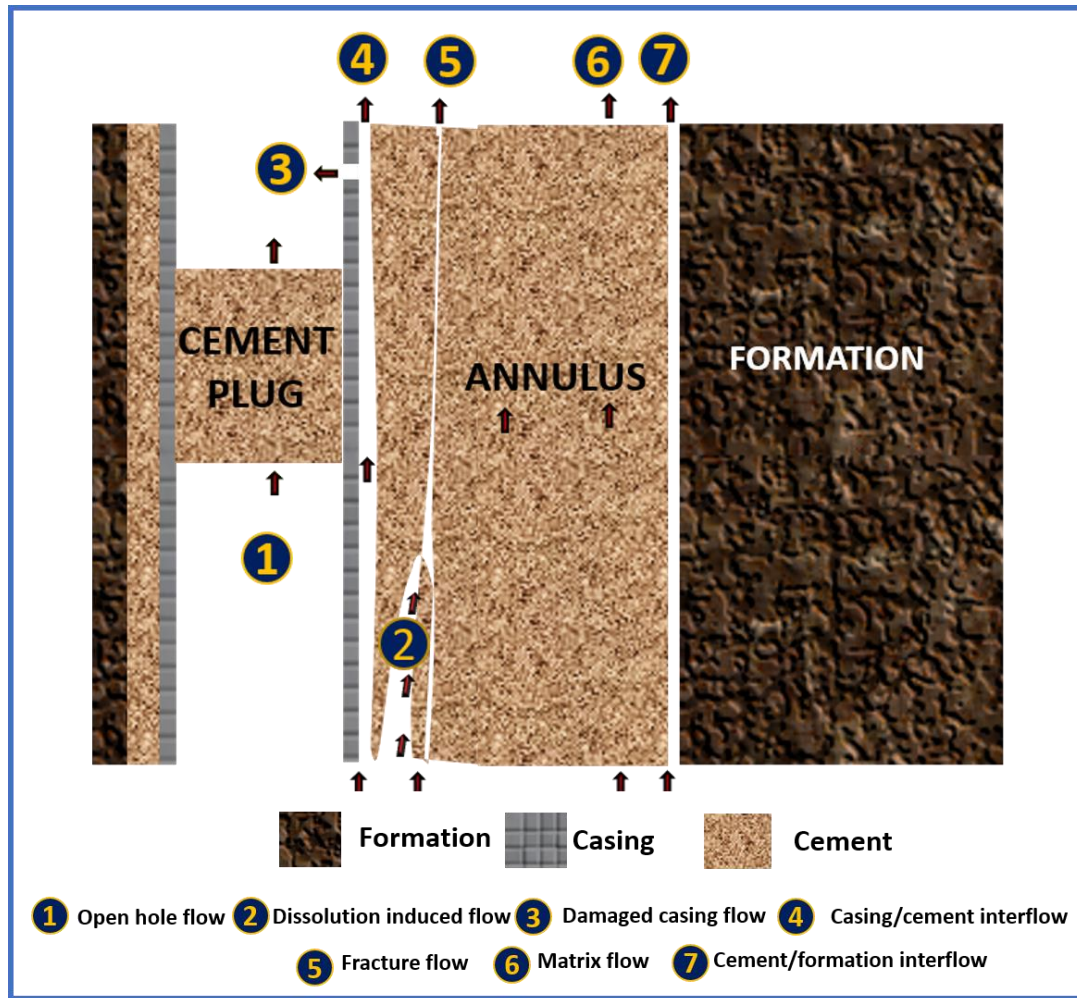 4 5 6 7
3
CEMENT
PLUG
ANNULUS
FORMATION
1
2
Formation Casing Cement
1 Open hole flow 2 Dissolution induced flow 3 Damaged casing flow 4 Casing/cement interflow
5 Fracture flow 6 Matrix flow 7 Cement/formation interflow